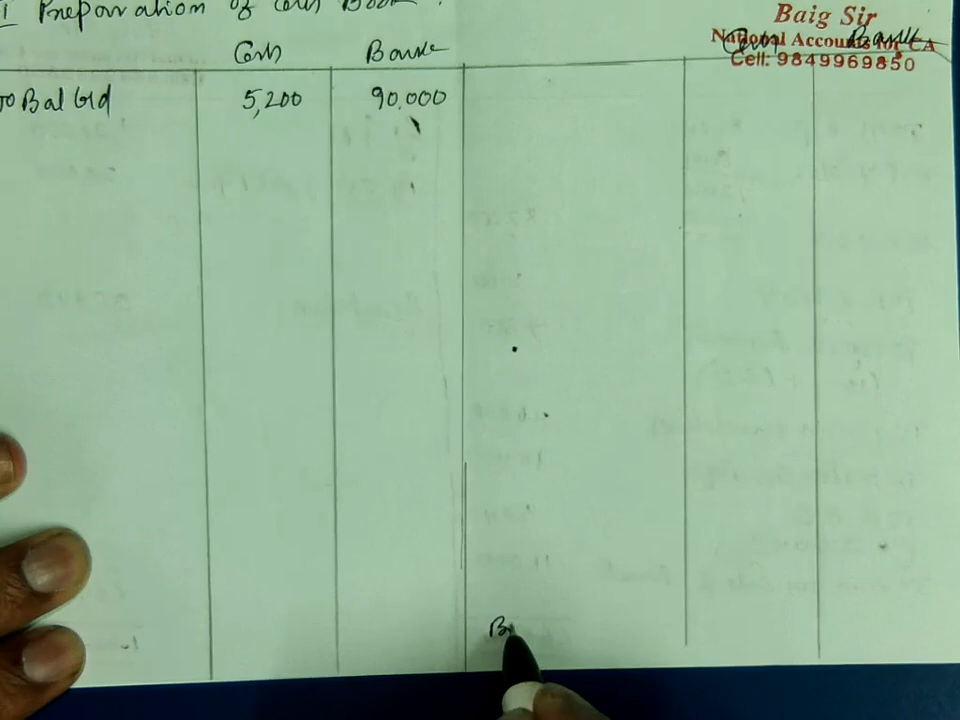 1 Preparation of Cash Book :
Baig Sir
National Accounts for CA
Cell: 9849969850
Cash Bank Cash Bank
To Bal b/d 5,200 90,000
B